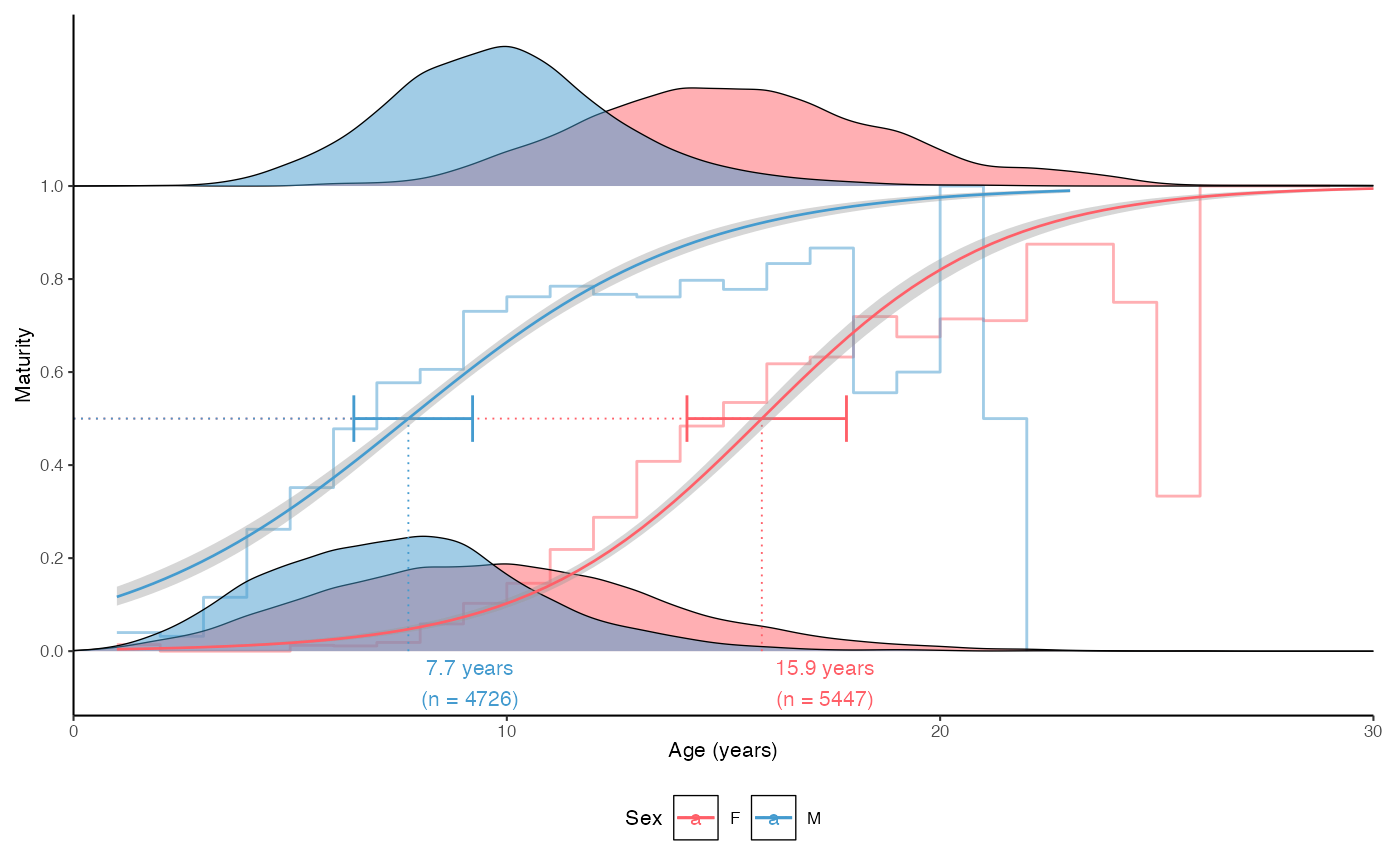 1.0
0.8
0.6
0.4
0.2
0.0
Maturity
7.7 years
(n = 4726)
15.9 years
(n = 5447)
0 10 20 30
Age (years)
Sex a F a M